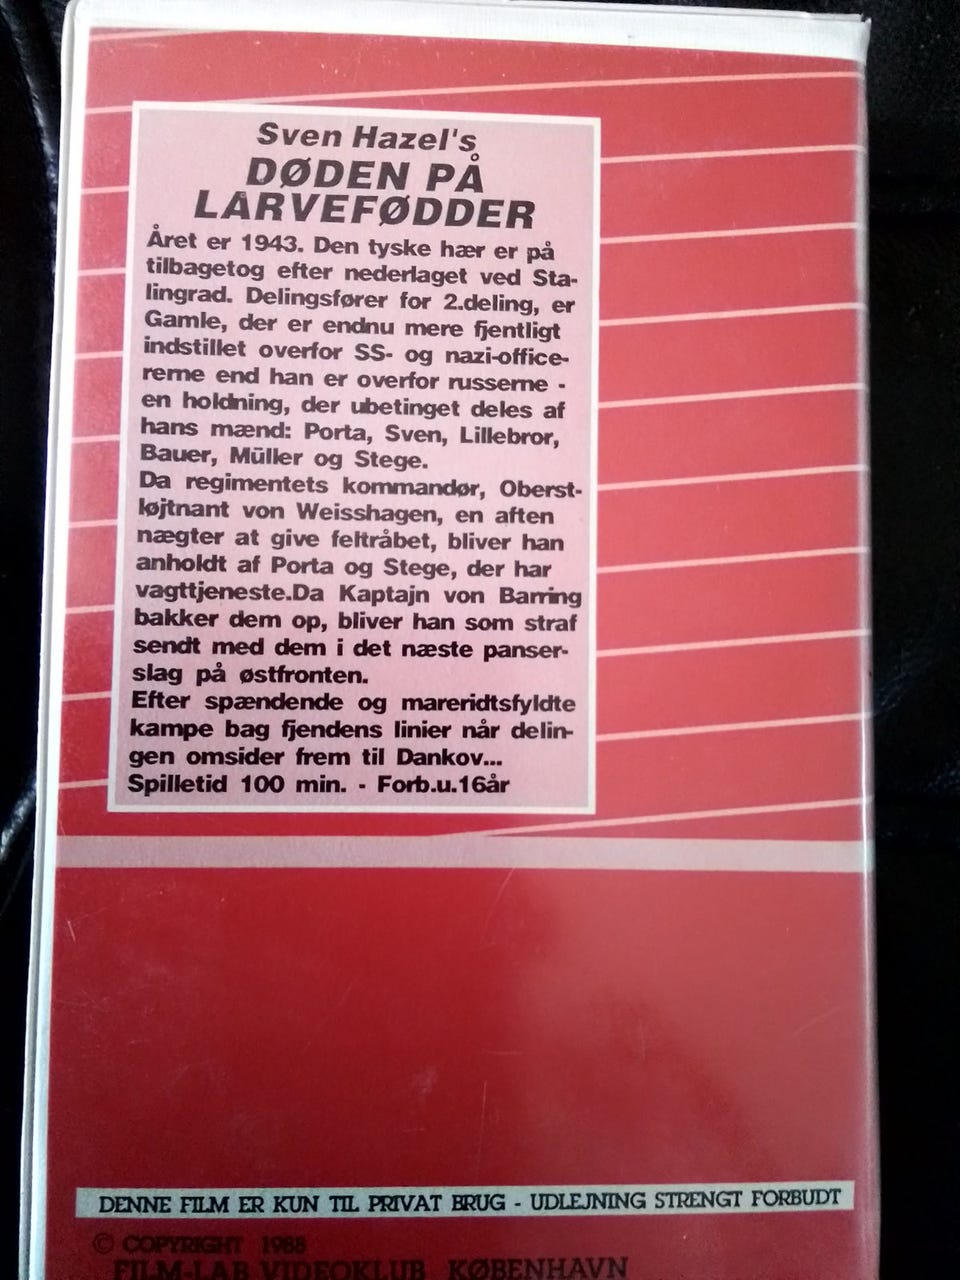 Sven Hazel's
DØDEN PÅ
LARVEFØDDER
Året er 1943. Den tyske hær er på
tilbagetog efter nederlaget ved Sta-
lingrad. Delingsfører for 2.deling, er
Gamle, der er endnu mere fjentligt
indstillet overfor SS- og nazi-office-
rerne end han er overfor russerne -
en holdning, der ubetinget deles af
hans mænd: Porta, Sven, Lillebror,
Bauer, Müller og Stege.
Da regimentets kommandør, Oberst-
løjtnant von Weisshagen, en aften
nægter at give feltråbet, bliver han
anholdt af Porta og Stege, der har
vagttjeneste.Da Kaptajn von Barring
bakker dem op, bliver han som straf
sendt med dem i det næste panser-
slag på østfronten.
Efter spændende og mareridtsfyldte
kampe bag fjendens linier når delin-
gen omsider frem til Dankov...
Spilletid 100 min. - Forb.u.16år
DENNE FILM ER KUN TIL PRIVAT BRUG - UDLEJNING STRENGT FORBUDT
© COPYRIGHT 1988
FILM-LAB VIDEOKLUB KØBENHAVN